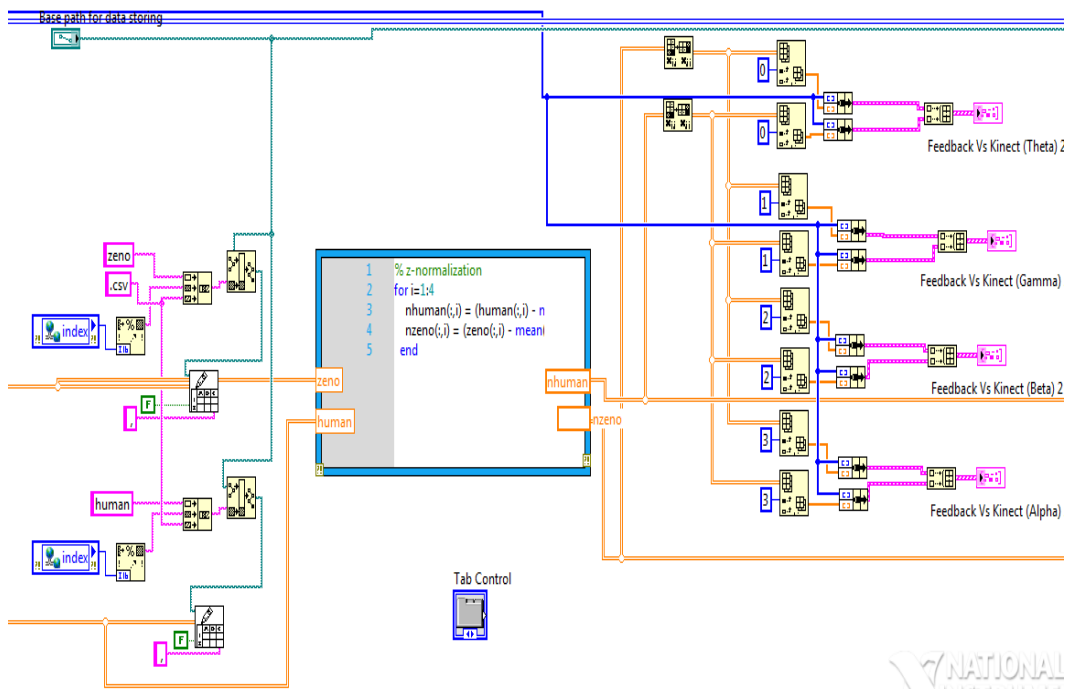 Base path for data storing
0
0
Feedback Vs Kinect (Theta) 2
1
1
Feedback Vs Kinect (Gamma)
2
2
Feedback Vs Kinect (Beta) 2
3
3
Feedback Vs Kinect (Alpha)
zeno
.csv
index
F
,
human
index
F
,
1 % z-normalization
2 for i=1:4
3 nhuman(:,i) = (human(:,i) - n
4 nzeno(:,i) = (zeno(:,i) - mean(
5 end
zeno
human
nhuman
nzeno
Tab Control
NATIONAL